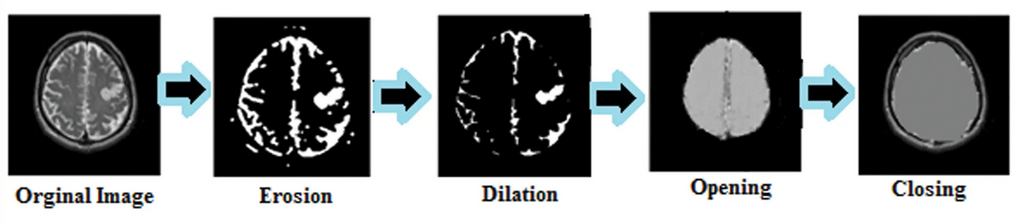 Orginal Image
Erosion
Dilation
Opening
Closing